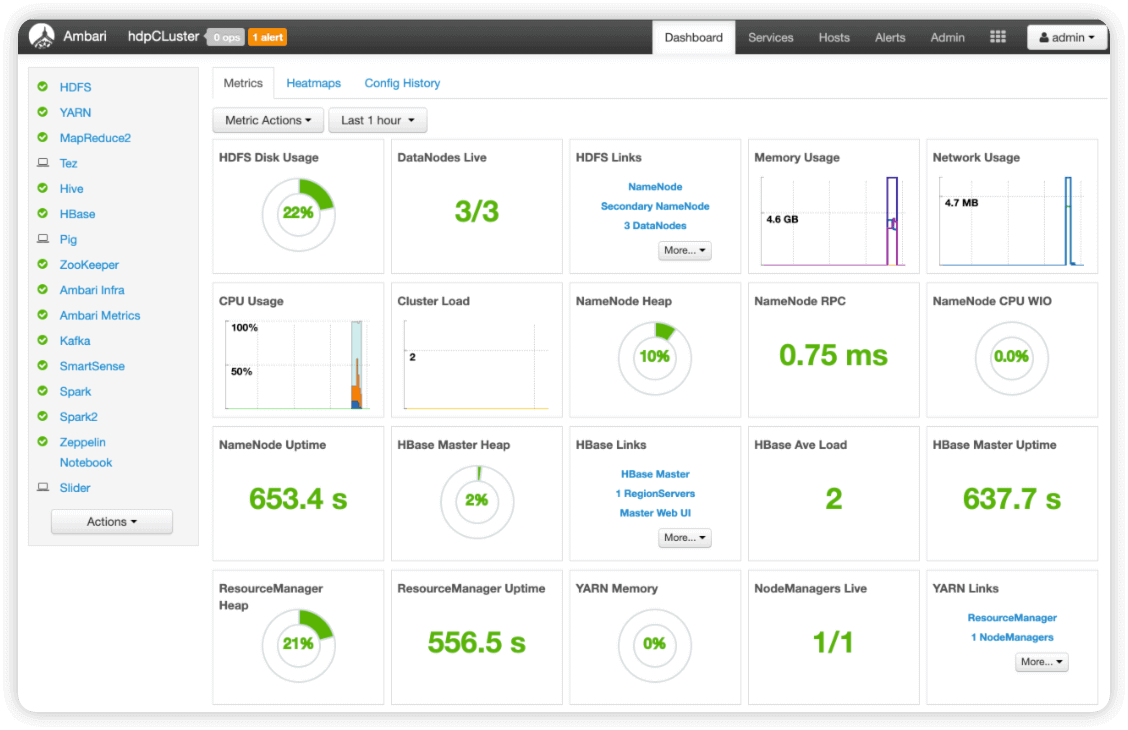 Ambari hdpCLuster 0 ops 1 alert Dashboard Services Hosts Alerts Admin admin
HDFS
YARN
MapReduce2
Tez
Hive
HBase
Pig
ZooKeeper
Ambari Infra
Ambari Metrics
Kafka
SmartSense
Spark
Spark2
Zeppelin
Notebook
Slider
Actions
Metrics Heatmaps Config History
Metric Actions Last 1 hour
HDFS Disk Usage
22%
DataNodes Live
3/3
HDFS Links
NameNode
Secondary NameNode
3 DataNodes
More...
Memory Usage
4.6 GB
Network Usage
4.7 MB
CPU Usage
100%
50%
Cluster Load
2
NameNode Heap
10%
NameNode RPC
0.75 ms
NameNode CPU WIO
0.0%
NameNode Uptime
653.4 s
HBase Master Heap
2%
HBase Links
HBase Master
1 RegionServers
Master Web UI
More...
HBase Ave Load
2
HBase Master Uptime
637.7 s
ResourceManager
Heap
21%
ResourceManager Uptime
556.5 s
YARN Memory
0%
NodeManagers Live
1/1
YARN Links
ResourceManager
1 NodeManagers
More...